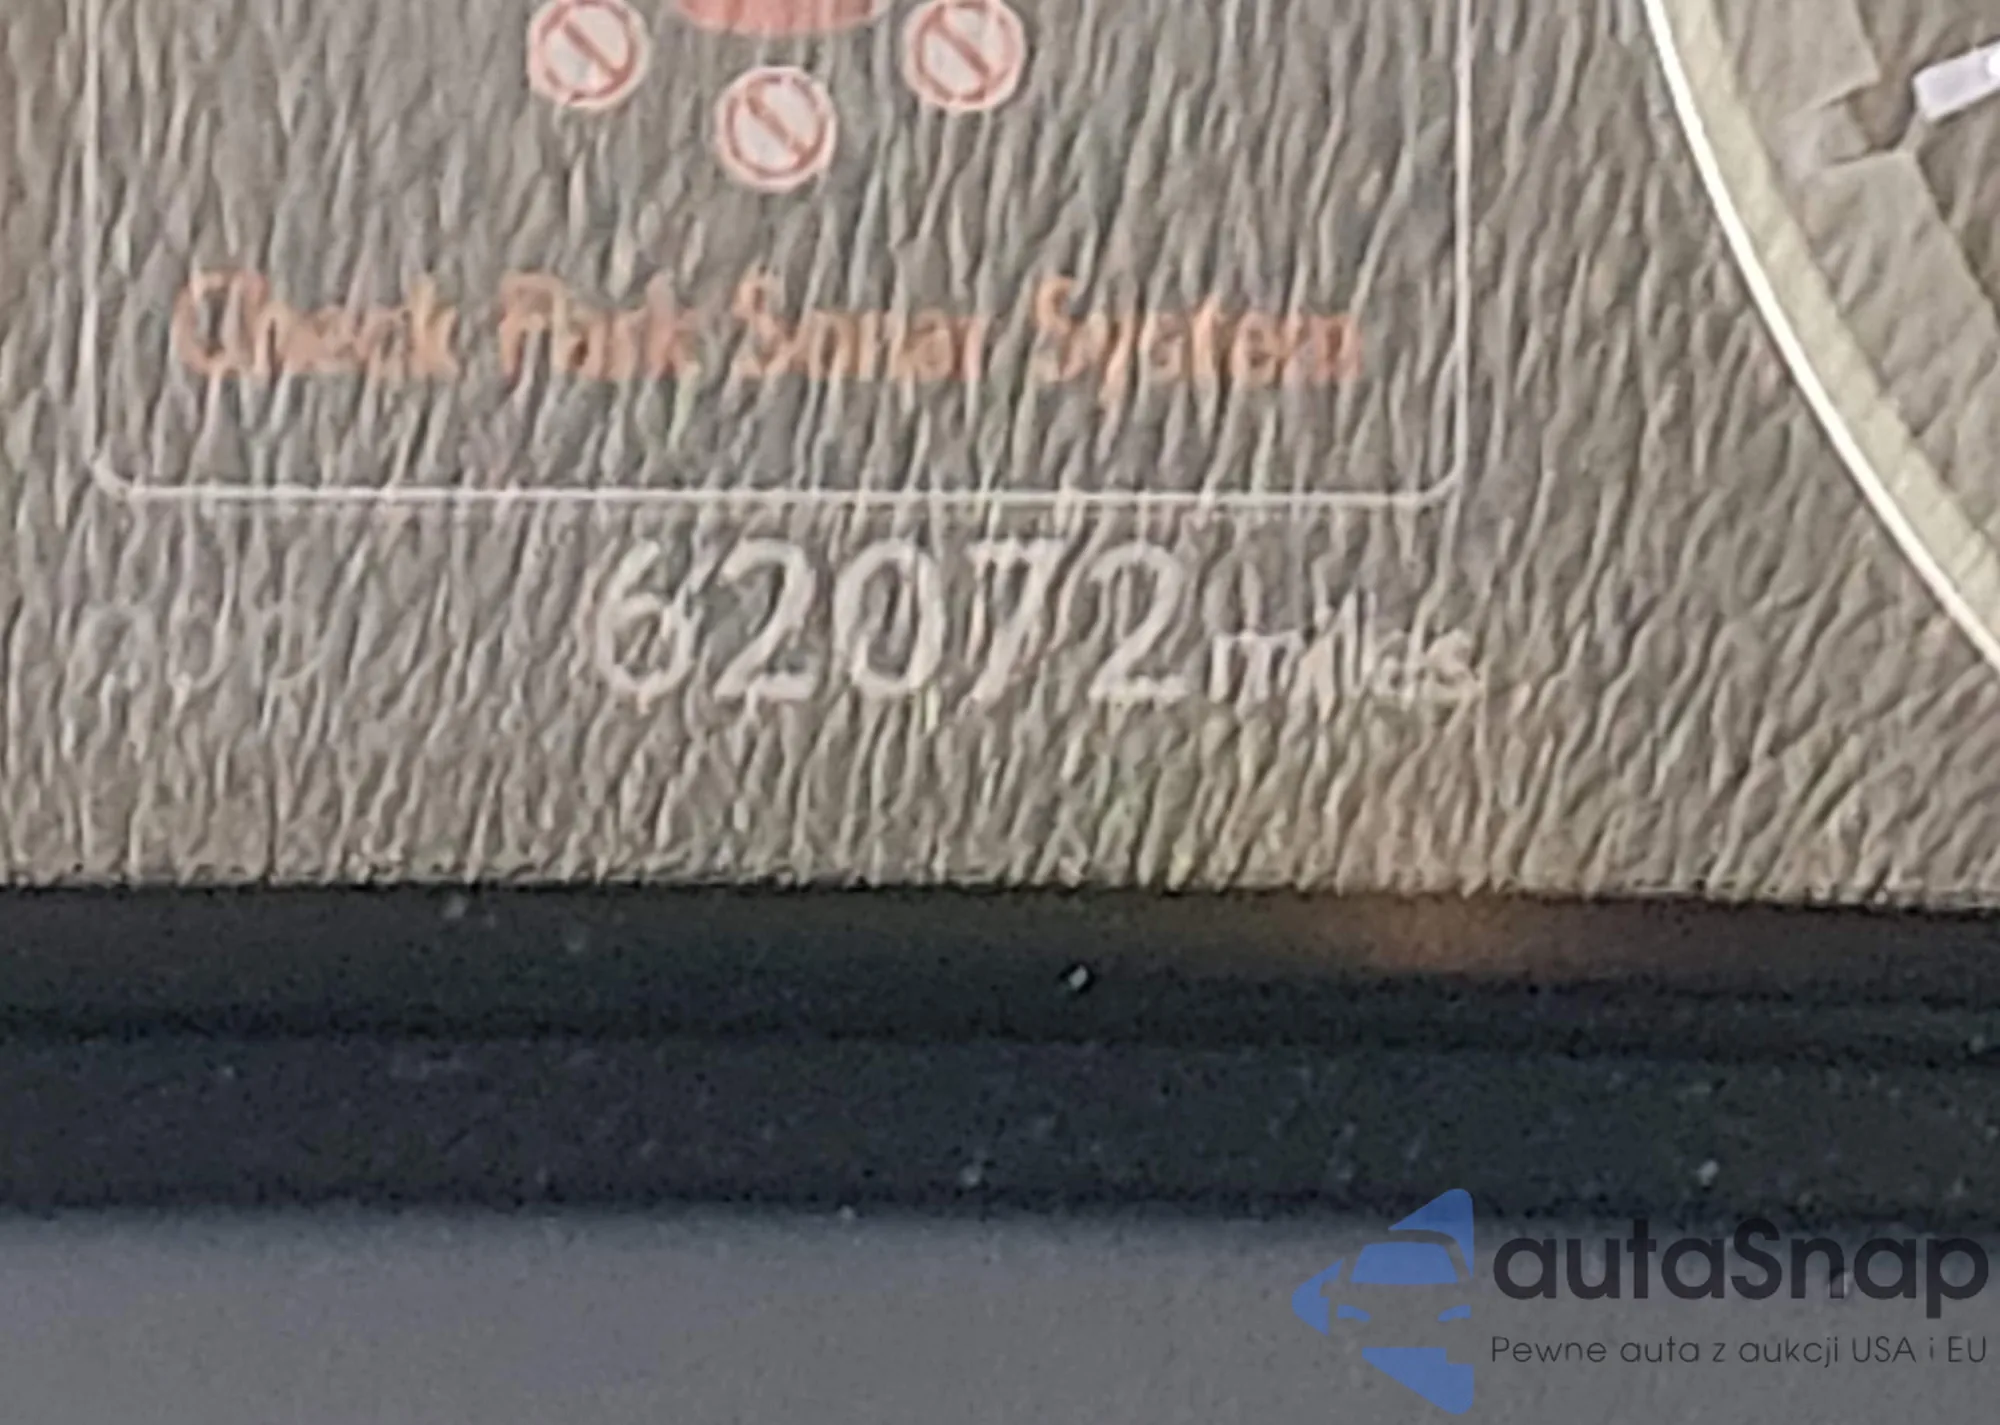 Check Park Sonar System
62072 miles
autaSnap
Pewne auta z aukcji USA i EU